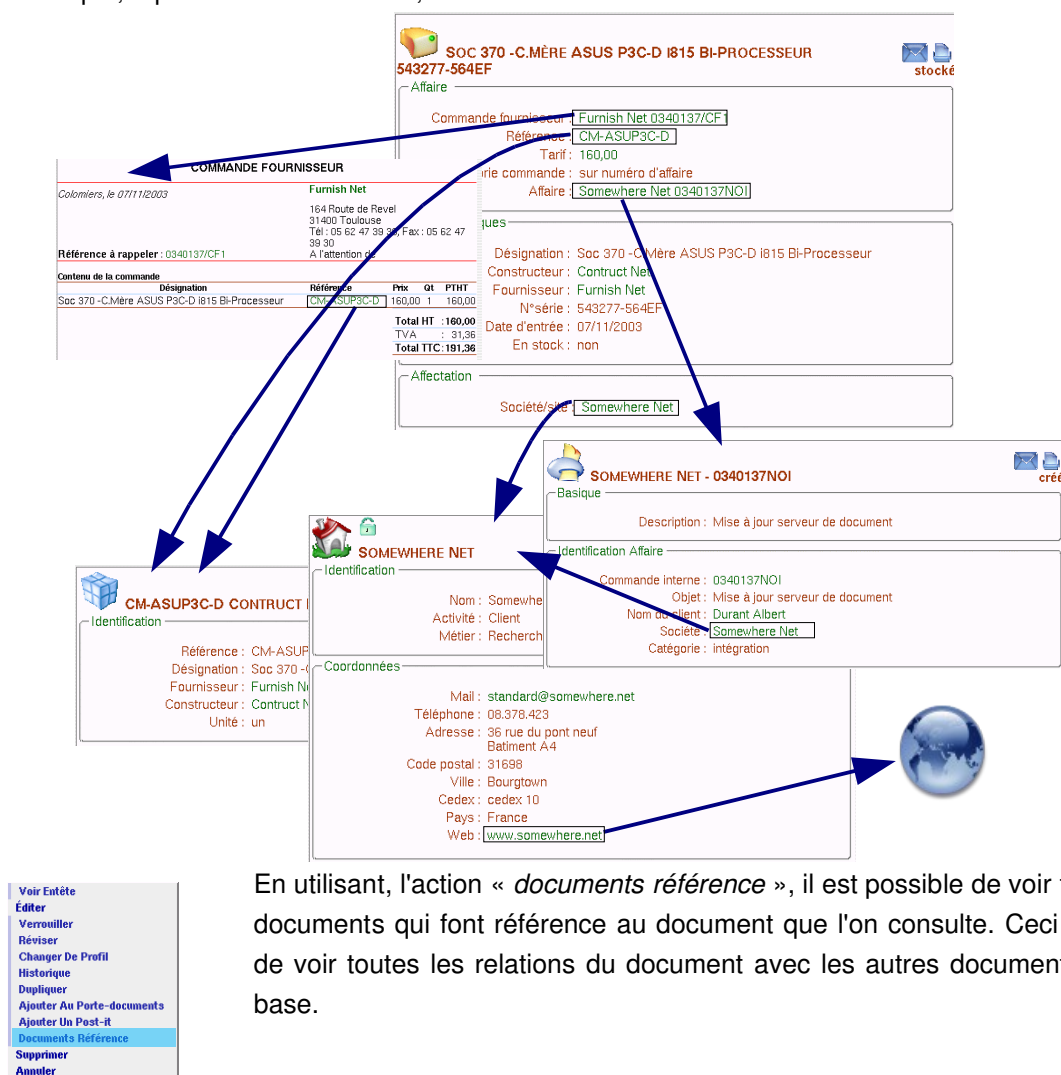 SOC 370 -C.MÈRE ASUS P3C-D I815 BI-PROCESSEUR
543277-564EF
stocké
Affaire
Commande fournisseur : Furnish Net 0340137/CF1
Référence : CM-ASUP3C-D
Tarif : 160,00
rie commande : sur numéro d'affaire
Affaire : Somewhere Net 0340137NOI
ques
Désignation : Soc 370 -C.Mère ASUS P3C-D I815 Bi-Processeur
Constructeur : Contruct Net
Fournisseur : Furnish Net
N°série : 543277-564EF
Date d'entrée : 07/11/2003
En stock : non
Affectation
Société/site : Somewhere Net
COMMANDE FOURNISSEUR
Colomiers, le 07/11/2003
Furnish Net
164 Route de Revel
31400 Toulouse
Tél : 05 62 47 39 39, Fax : 05 62 47
39 30
A l'attention de
Référence à rappeler : 0340137/CF1
Contenu de la commande
Désignation Référence Prix Qt PTHT
Soc 370 -C.Mère ASUS P3C-D I815 Bi-Processeur CM-ASUP3C-D 160,00 1 160,00
Total HT : 160,00
TVA : 31,36
Total TTC : 191,36
SOMEWHERE NET - 0340137NOI
créé
Basique
Description : Mise à jour serveur de document
Identification Affaire
Commande interne : 0340137NOI
Objet : Mise à jour serveur de document
Nom du client : Durant Albert
Société : Somewhere Net
Catégorie : intégration
SOMEWHERE NET
Identification
Nom : Somewhe
Activité : Client
Métier : Recherch
Coordonnées
Mail : standard@somewhere.net
Téléphone : 08.378.423
Adresse : 36 rue du pont neuf
Batiment A4
Code postal : 31698
Ville : Bourgtown
Cedex : cedex 10
Pays : France
Web : www.somewhere.net
CM-ASUP3C-D CONTRUCT
Identification
Référence : CM-ASUP
Désignation : Soc 370 -
Fournisseur : Furnish N
Constructeur : Contruct N
Unité : un
Voir Entête
Éditer
Verrouiller
Réviser
Changer De Profil
Historique
Dupliquer
Ajouter Au Porte-documents
Ajouter Un Post-it
Documents Référence
Supprimer
Annuler
En utilisant, l'action « documents référence », il est possible de voir
documents qui font référence au document que l'on consulte. Ceci
de voir toutes les relations du document avec les autres document
base.